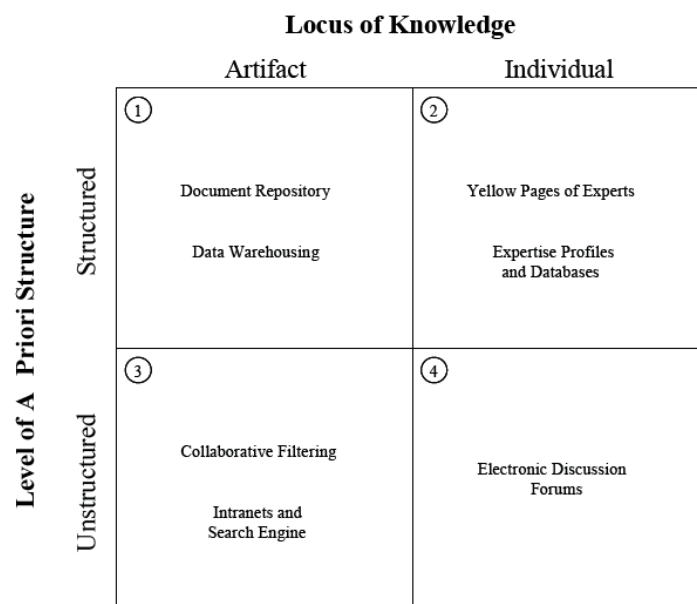 Locus of Knowledge
Artifact
Individual
Level of A Priori Structure
Structured
1
Document Repository
Data Warehousing
2
Yellow Pages of Experts
Expertise Profiles
and Databases
Unstructured
3
Collaborative Filtering
Intranets and
Search Engine
4
Electronic Discussion
Forums